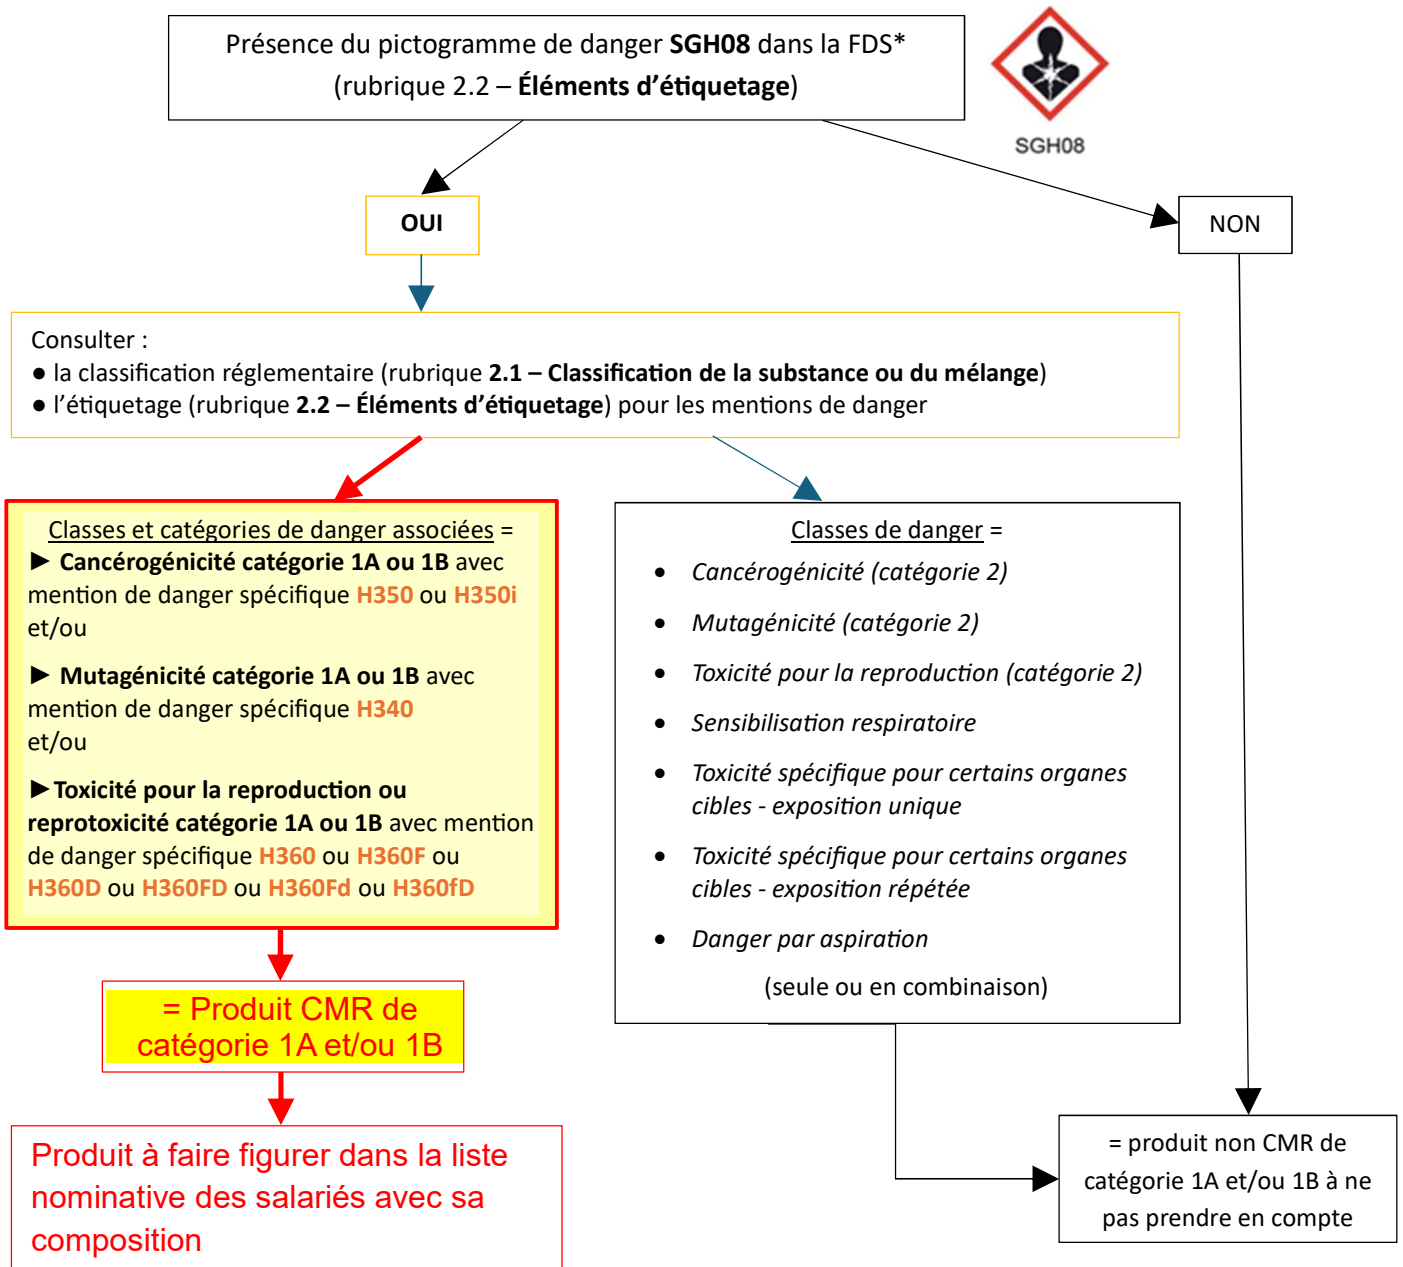 Présence du pictogramme de danger SGH08 dans la FDS*
(rubrique 2.2 – Éléments d’étiquetage)
SGH08
OUI
NON
Consulter :
● la classification réglementaire (rubrique 2.1 – Classification de la substance ou du mélange)
● l’étiquetage (rubrique 2.2 – Éléments d’étiquetage) pour les mentions de danger
Classes et catégories de danger associées =
► Cancérogénicité catégorie 1A ou 1B avec
mention de danger spécifique H350 ou H350i
et/ou
► Mutagénicité catégorie 1A ou 1B avec
mention de danger spécifique H340
et/ou
►Toxicité pour la reproduction ou
reprotoxicité catégorie 1A ou 1B avec mention
de danger spécifique H360 ou H360F ou
H360D ou H360FD ou H360Fd ou H360fD
= Produit CMR de
catégorie 1A et/ou 1B
Produit à faire figurer dans la liste
nominative des salariés avec sa
composition
Classes de danger =
• Cancérogénicité (catégorie 2)
• Mutagénicité (catégorie 2)
• Toxicité pour la reproduction (catégorie 2)
• Sensibilisation respiratoire
• Toxicité spécifique pour certains organes
cibles - exposition unique
• Toxicité spécifique pour certains organes
cibles - exposition répétée
• Danger par aspiration
(seule ou en combinaison)
= produit non CMR de
catégorie 1A et/ou 1B à ne
pas prendre en compte